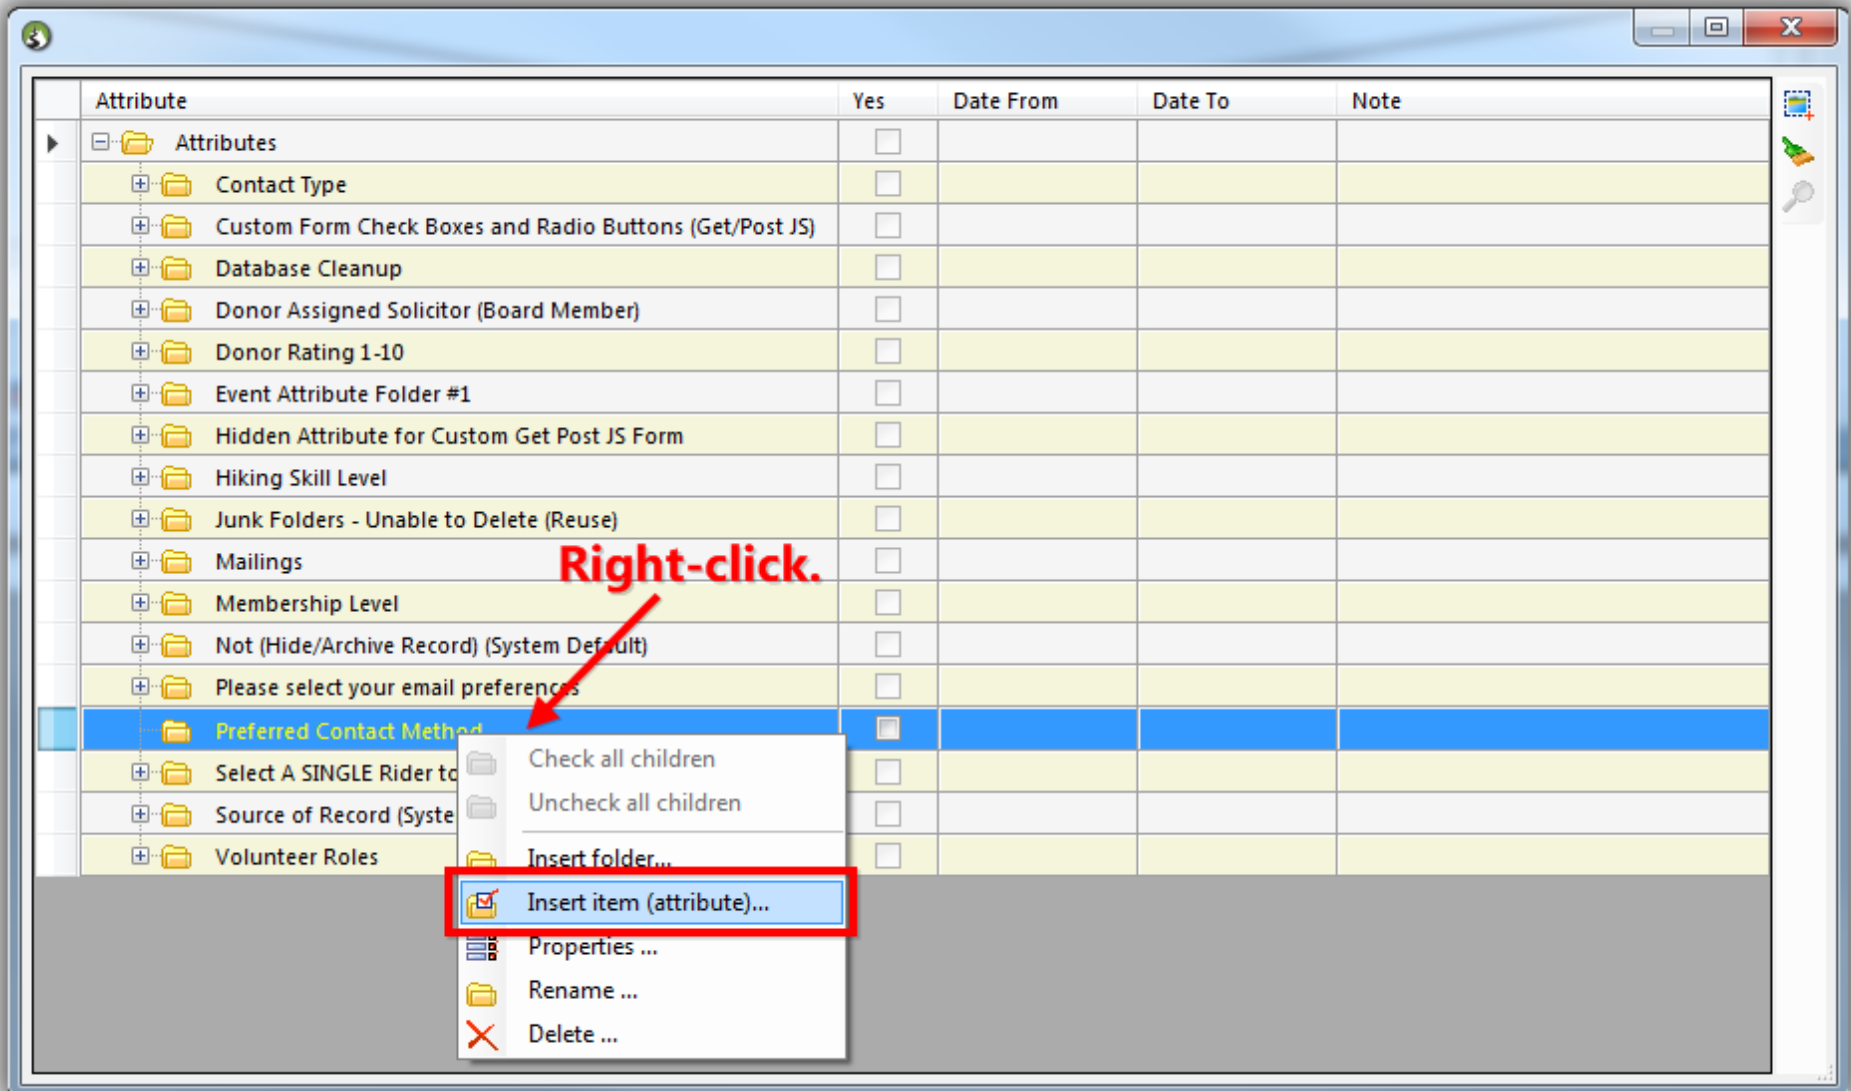 Attribute Yes Date From Date To Note
Attributes
Contact Type
Custom Form Check Boxes and Radio Buttons (Get/Post JS)
Database Cleanup
Donor Assigned Solicitor (Board Member)
Donor Rating 1-10
Event Attribute Folder #1
Hidden Attribute for Custom Get Post JS Form
Hiking Skill Level
Junk Folders - Unable to Delete (Reuse)
Mailings
Right-click.
Membership Level
Not (Hide/Archive Record) (System Default)
Please select your email preferences
Preferred Contact Method
Select A SINGLE Rider to
Source of Record (Syste
Volunteer Roles
Check all children
Uncheck all children
Insert folder...
Insert item (attribute)...
Properties ...
Rename ...
Delete ...